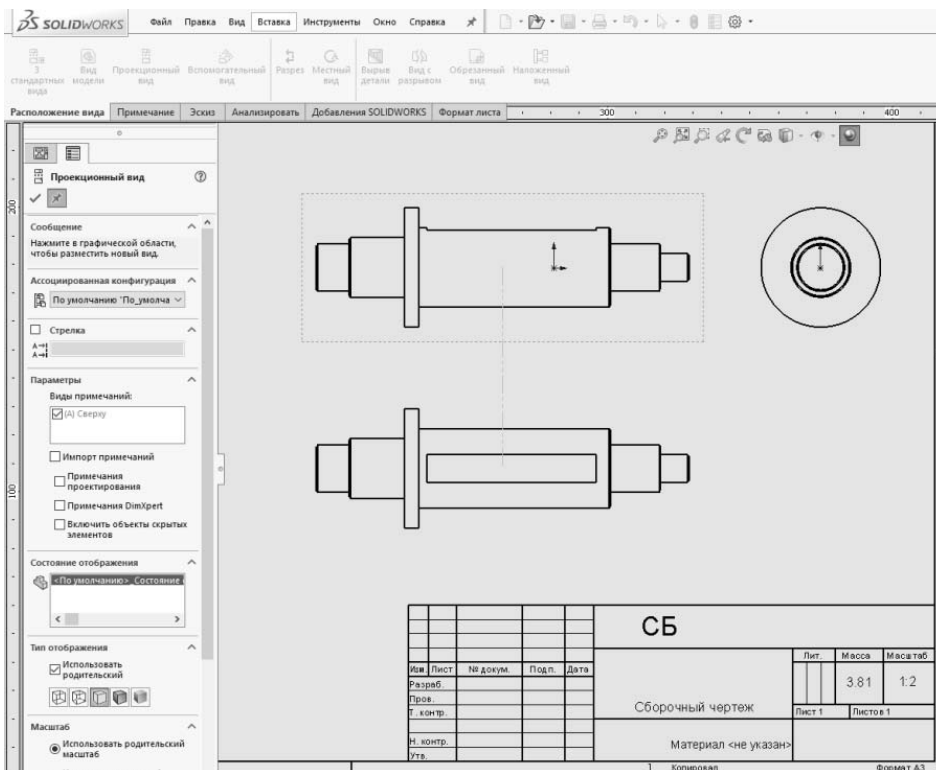 SOLIDWORKS Файл Правка Вид Вставка Инструменты Окно Справка
3 стандартных вида
Вид модели
Проекционный вид
Вспомогательный вид
Разрез
Местный вид
Вырыв детали
Вид с разрывом
Обрезанный вид
Наложенный вид
Расположение вида Примечание Эскиз Анализировать Добавления SOLIDWORKS Формат листа
300 400
200
100
Проекционный вид
Сообщение
Нажмите в графической области,
чтобы разместить новый вид.
Ассоциированная конфигурация
По умолчанию "По_умолча
Стрелка
A
A
Параметры
Виды примечаний:
(A) Сверху
Импорт примечаний
Примечания
проектирования
Примечания DimXpert
Включить объекты скрытых
элементов
Состояние отображения
<По умолчанию>_Состояние
Тип отображения
Использовать
родительский
Масштаб
Использовать родительский
масштаб
СБ
Лит. Масса Масштаб
Изм Лист № докум. Подп. Дата
Разраб. 3.81 1:2
Пров.
Т. контр. Сборочный чертеж Лист 1 Листов 1
Н. контр. Материал <не указан>
Утв.
1 Копировал Формат А3